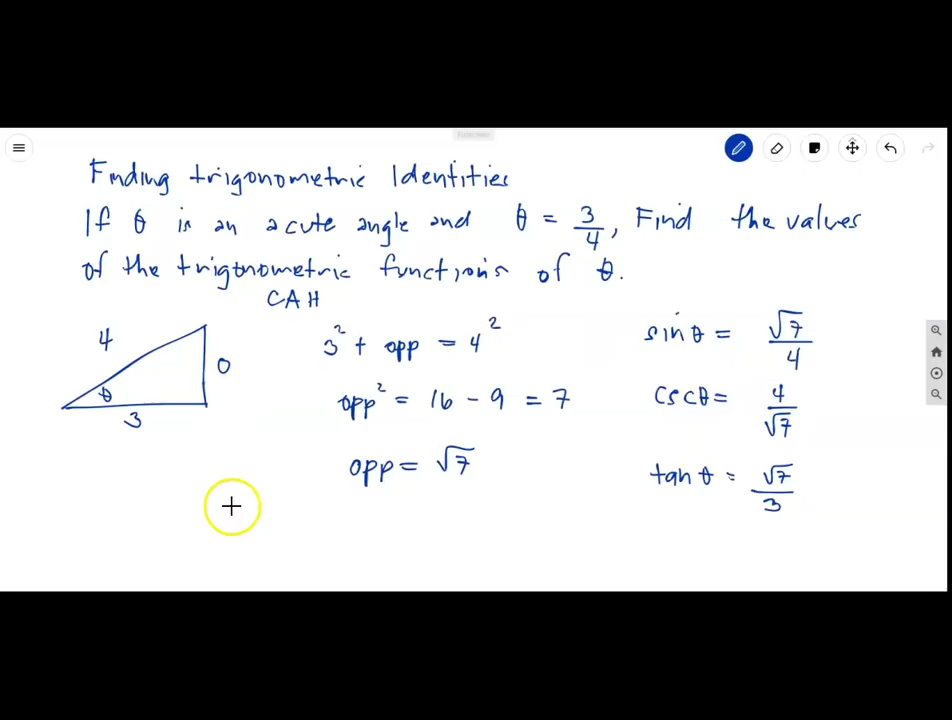 Finding trigonometric Identities
If θ is an acute angle and θ = 3/4, Find the values
of the trigonometric functions of θ.
CAH
4
θ
3
O
3² + opp = 4²
opp² = 16 - 9 = 7
opp = √7
sin θ = √7/4
csc θ = 4/√7
tan θ = √7/3